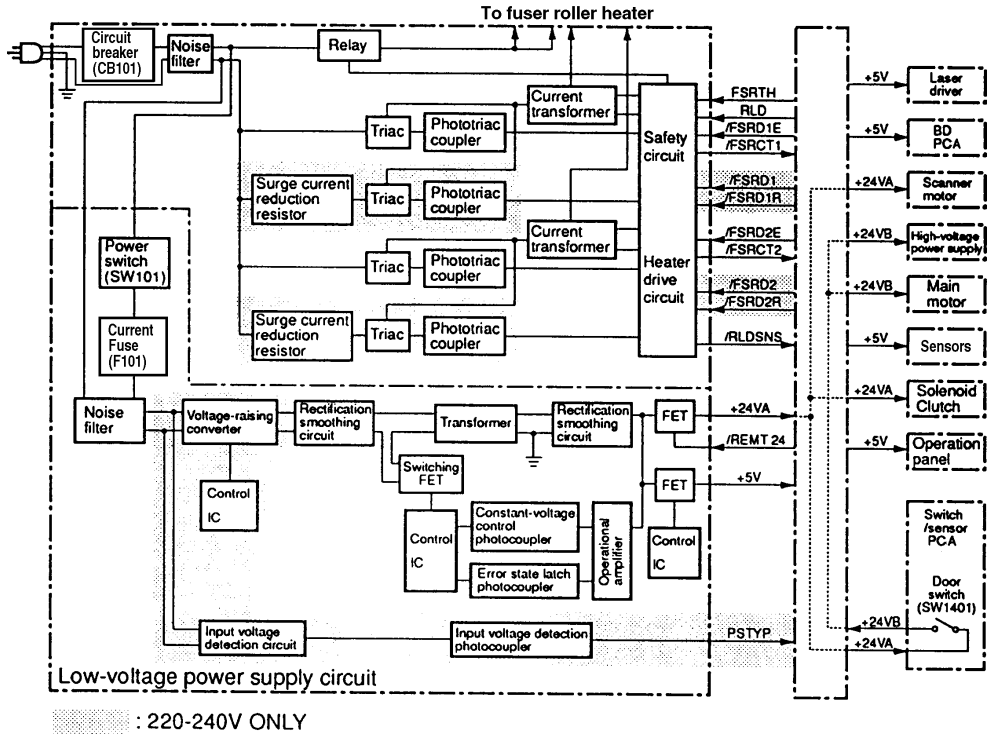 To fuser roller heater
Circuit
breaker
(CB101)
Noise
filter
Relay
Current
transformer
Triac
Phototriac
coupler
Safety
circuit
Surge current
reduction
resistor
Triac
Phototriac
coupler
Current
transformer
Triac
Phototriac
coupler
Heater
drive
circuit
Surge current
reduction
resistor
Triac
Phototriac
coupler
Power
switch
(SW101)
Current
Fuse
(F101)
FSRTH
RLD
/FSRD1E
/FSRCT1
/FSRD1
/FSRD1R
/FSRD2E
/FSRCT2
/FSRD2
/FSRD2R
/RLDSNS
Noise
filter
Voltage-raising
converter
Rectification
smoothing
circuit
Transformer
Rectification
smoothing
circuit
FET
+24VA
/REMT 24
Switching
FET
FET
+5V
Control
IC
Control
IC
Constant-voltage
control
photocoupler
Error state latch
photocoupler
Operational
amplifier
Control
IC
Input voltage
detection circuit
Input voltage detection
photocoupler
PSTYP
Low-voltage power supply circuit
: 220-240V ONLY
+5V
Laser
driver
+5V
BD
PCA
+24VA
Scanner
motor
+24VB
High-voltage
power supply
+24VB
Main
motor
+5V
Sensors
+24VA
Solenoid
Clutch
+5V
Operation
panel
Switch
/sensor
PCA
Door
switch
(SW1401)
+24VB
+24VA